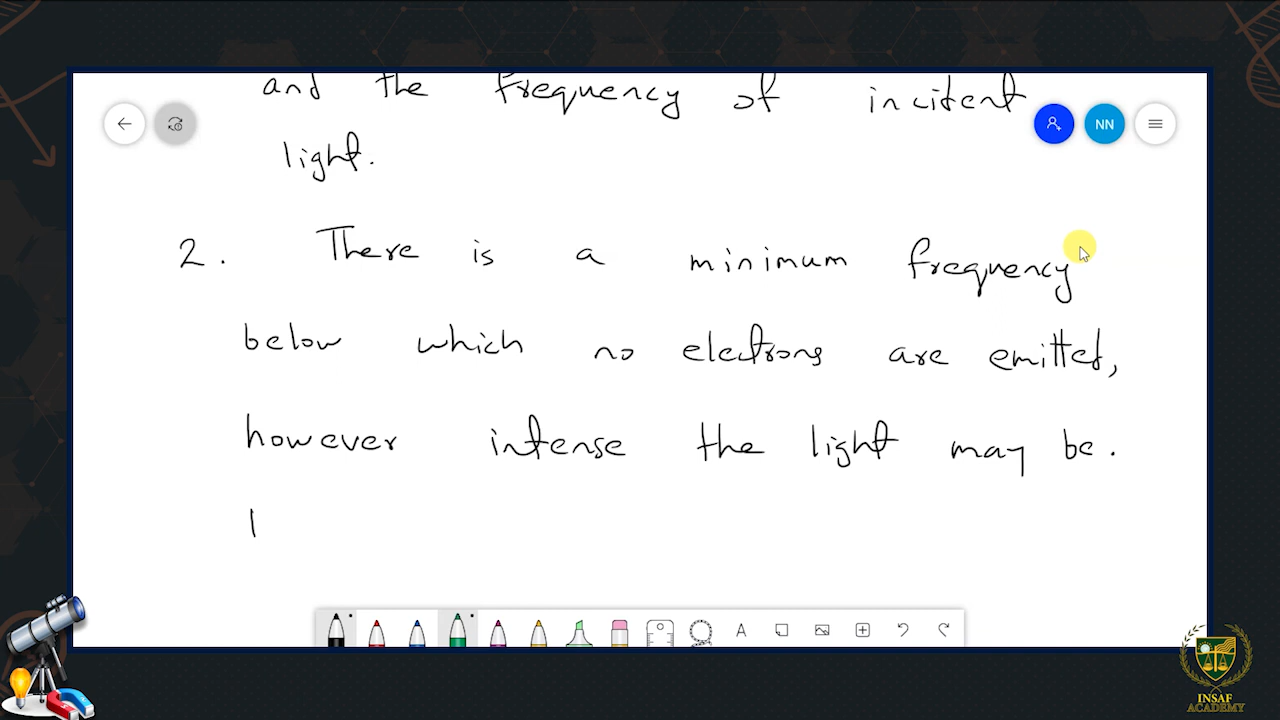 and the frequency of incident
light.
2. There is a minimum frequency
below which no electrons are emitted,
however intense the light may be.
NN
A
INSAF
ACADEMY